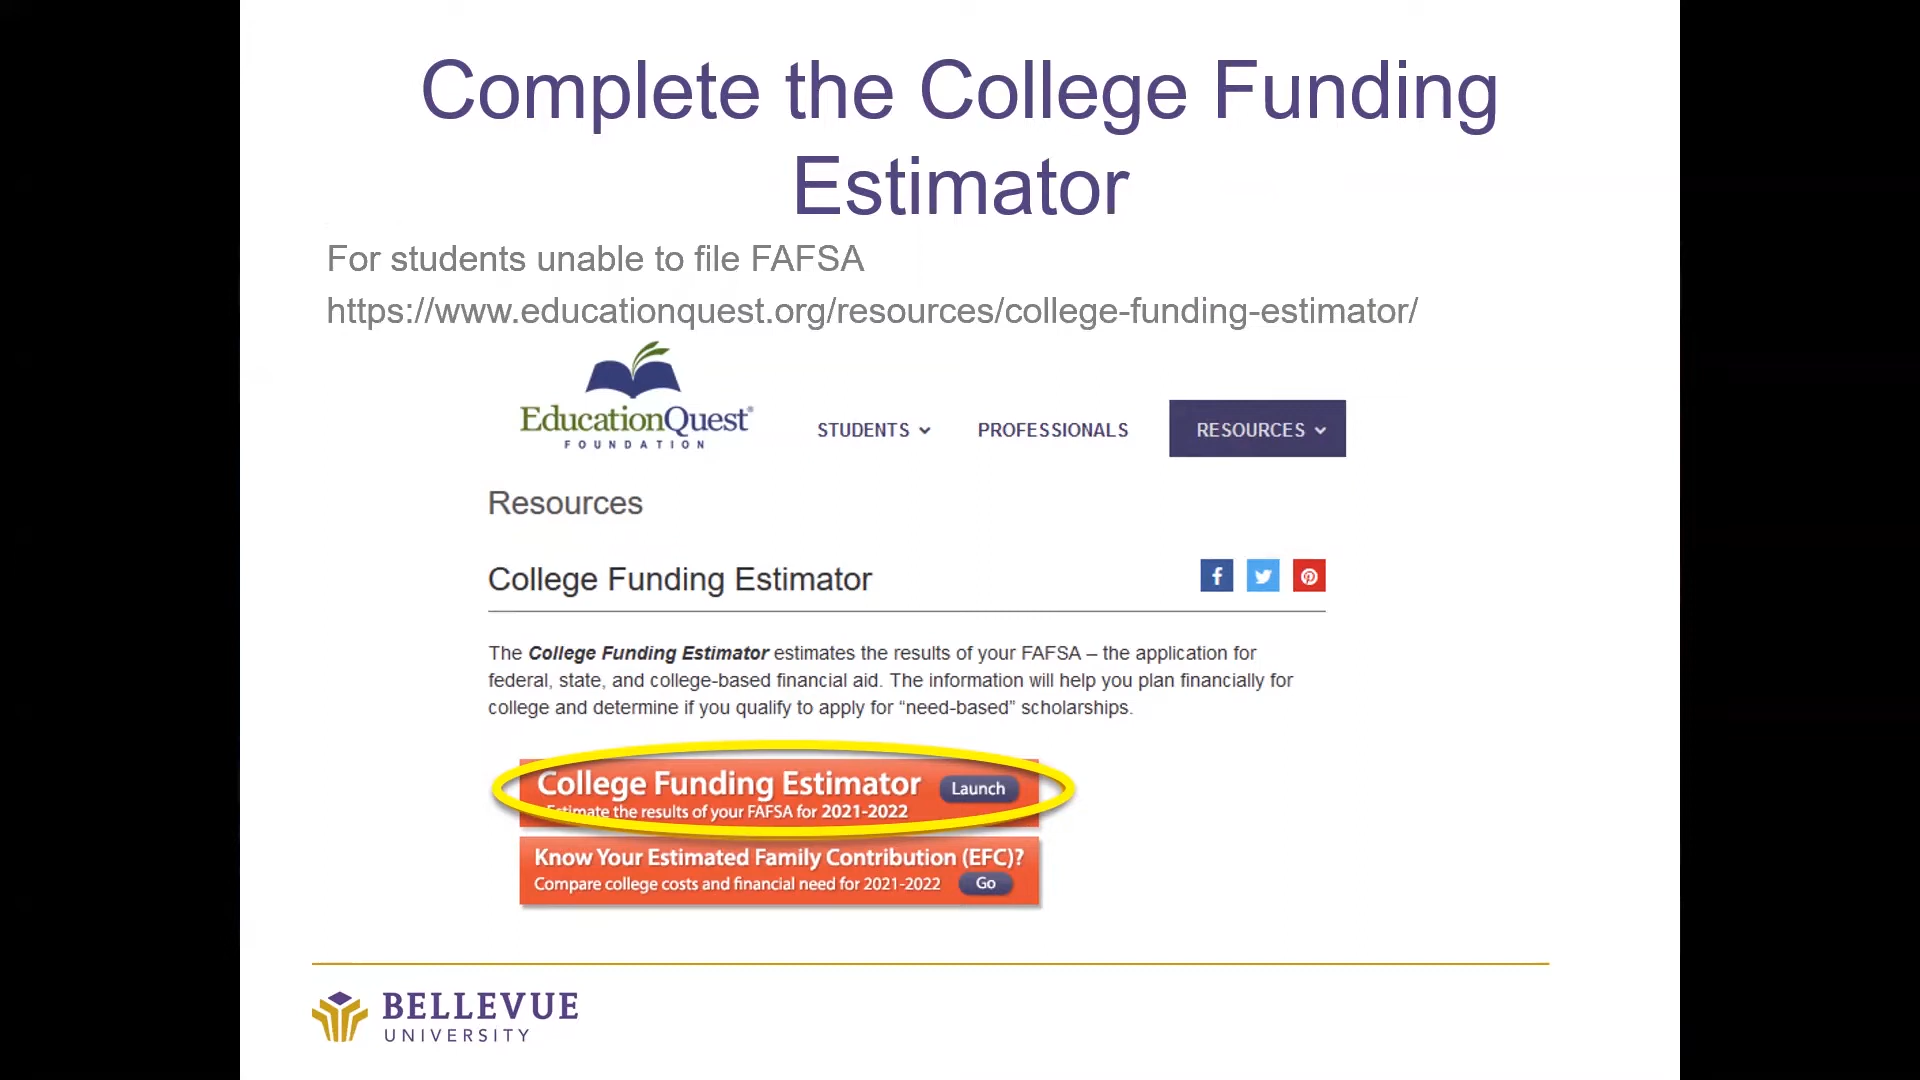 Complete the College Funding
Estimator
For students unable to file FAFSA
https://www.educationquest.org/resources/college-funding-estimator/
EducationQuest®
FOUNDATION
STUDENTS
PROFESSIONALS
RESOURCES
Resources
College Funding Estimator
The College Funding Estimator estimates the results of your FAFSA – the application for
federal, state, and college-based financial aid. The information will help you plan financially for
college and determine if you qualify to apply for “need-based” scholarships.
College Funding Estimator Launch
Estimate the results of your FAFSA for 2021-2022
Know Your Estimated Family Contribution (EFC)?
Compare college costs and financial need for 2021-2022 Go
BELLEVUE
UNIVERSITY